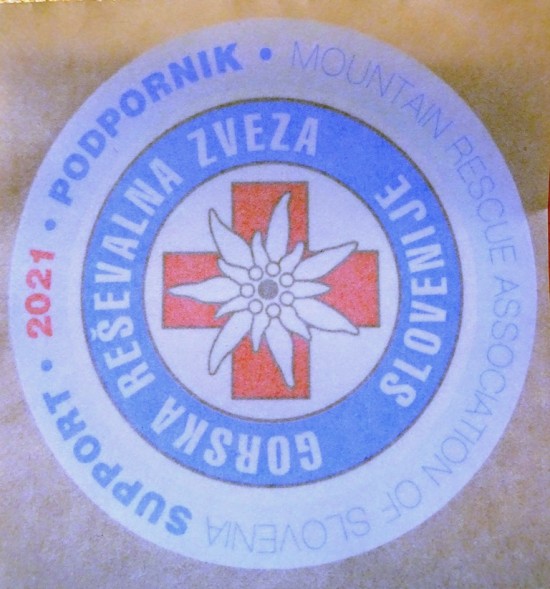 SUPPORT • 2021 • PODPORNIK • MOUNTAIN RESCUE ASSOCIATION OF SLOVENIA
GORSKA REŠEVALNA ZVEZA SLOVENIJE